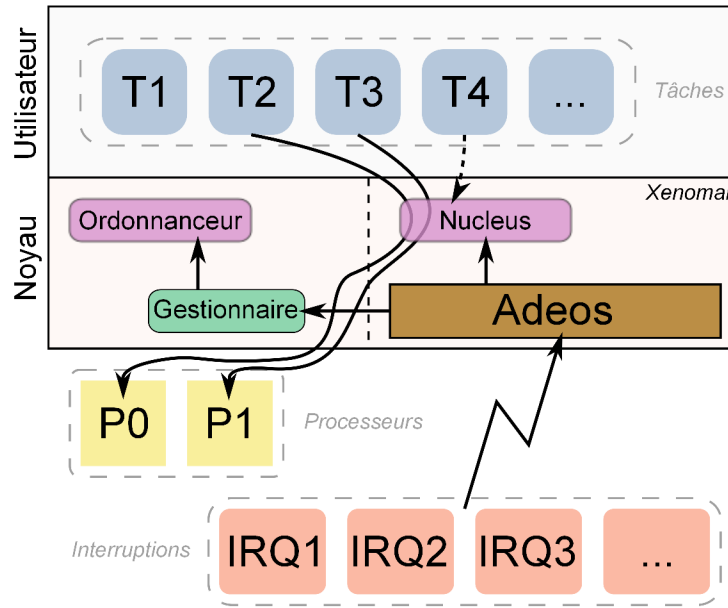 Utilisateur
T1 T2 T3 T4 ...
Tâches
Noyau
Xenomai
Ordonnanceur
Nucleus
Gestionnaire
Adeos
P0 P1
Processeurs
Interruptions
IRQ1 IRQ2 IRQ3 ...